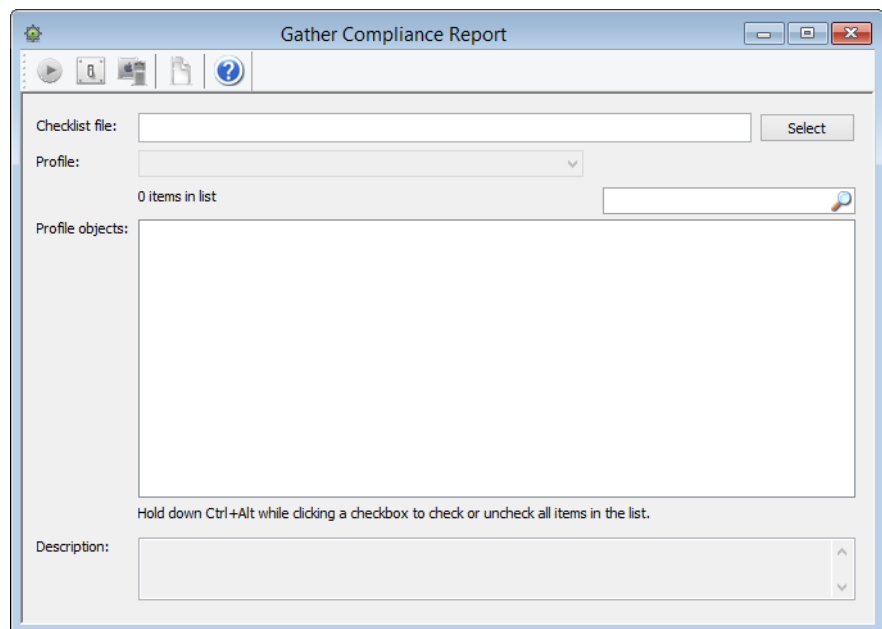 Gather Compliance Report
?
Checklist file:
Select
Profile:
0 items in list
Profile objects:
Hold down Ctrl+Alt while clicking a checkbox to check or uncheck all items in the list.
Description: